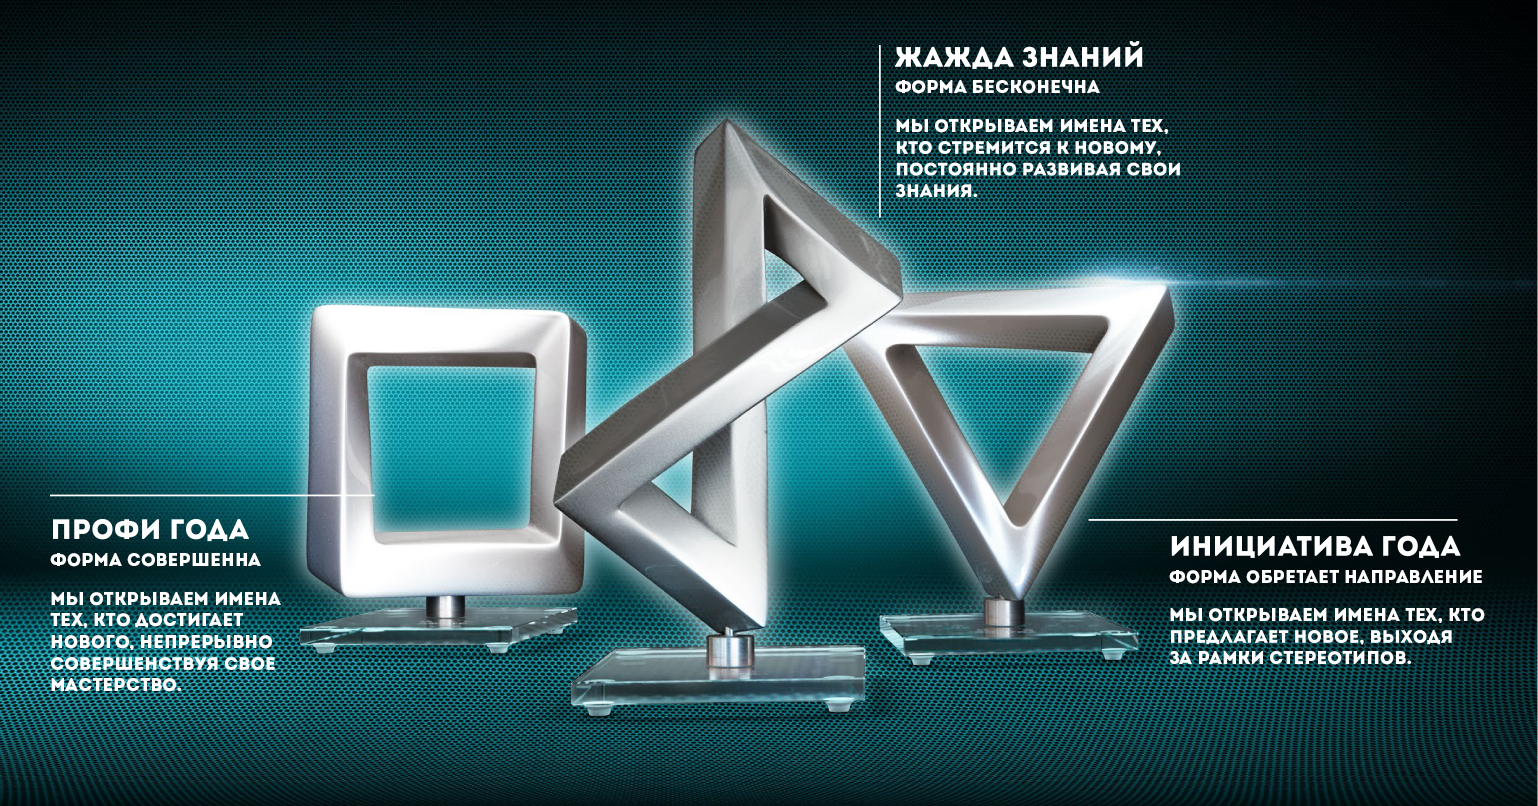 ЖАЖДА ЗНАНИЙ
ФОРМА БЕСКОНЕЧНА
МЫ ОТКРЫВАЕМ ИМЕНА ТЕХ,
КТО СТРЕМИТСЯ К НОВОМУ,
ПОСТОЯННО РАЗВИВАЯ СВОИ
ЗНАНИЯ.
ПРОФИ ГОДА
ФОРМА СОВЕРШЕННА
МЫ ОТКРЫВАЕМ ИМЕНА
ТЕХ, КТО ДОСТИГАЕТ
НОВОГО, НЕПРЕРЫВНО
СОВЕРШЕНСТВУЯ СВОЕ
МАСТЕРСТВО.
ИНИЦИАТИВА ГОДА
ФОРМА ОБРЕТАЕТ НАПРАВЛЕНИЕ
МЫ ОТКРЫВАЕМ ИМЕНА ТЕХ, КТО
ПРЕДЛАГАЕТ НОВОЕ, ВЫХОДЯ
ЗА РАМКИ СТЕРЕОТИПОВ.